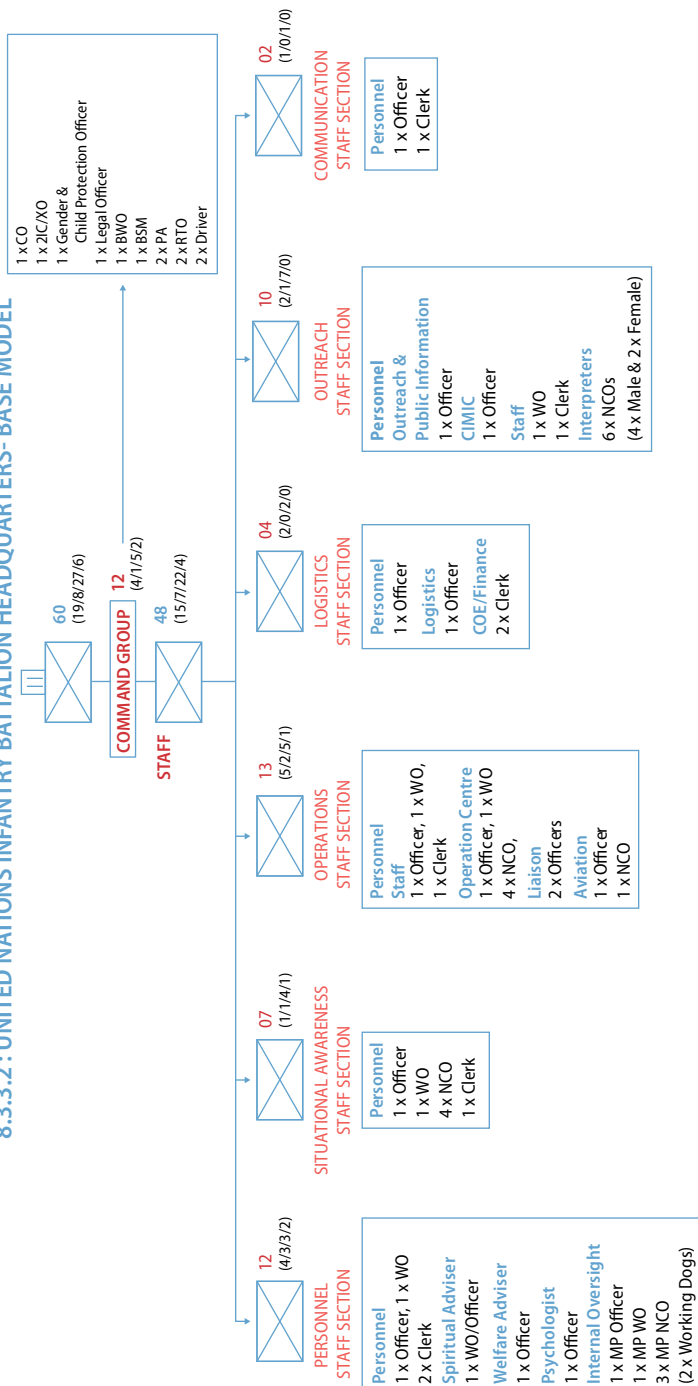 8.3.3.2 : UNITED NATIONS INFANTRY BATTALION HEADQUARTERS- BASE MODEL
60
(19/8/27/6)
COMMAND GROUP
12
(4/1/5/2)
1 x CO
1 x 2IC/XO
1 x Gender &
Child Protection Officer
1 x Legal Officer
1 x BWO
1 x BSM
2 x PA
2 x RTO
2 x Driver
STAFF
48
(15/7/22/4)
12
(4/3/3/2)
PERSONNEL
STAFF SECTION
Personnel
1 x Officer, 1 x WO
2 x Clerk
Spiritual Adviser
1 x WO/Officer
Welfare Adviser
1 x Officer
Psychologist
1 x Officer
Internal Oversight
1 x MP Officer
1 x MP WO
3 x MP NCO
(2 x Working Dogs)
07
(1/1/4/1)
SITUATIONAL AWARENESS
STAFF SECTION
Personnel
1 x Officer
1 x WO
4 x NCO
1 x Clerk
13
(5/2/5/1)
OPERATIONS
STAFF SECTION
Personnel
Staff
1 x Officer, 1 x WO,
1 x Clerk
Operation Centre
1 x Officer, 1 x WO
4 x NCO,
Liaison
2 x Officers
Aviation
1 x Officer
1 x NCO
04
(2/0/2/0)
LOGISTICS
STAFF SECTION
Personnel
1 x Officer
Logistics
1 x Officer
COE/Finance
2 x Clerk
10
(2/1/7/0)
OUTREACH
STAFF SECTION
Personnel
Outreach &
Public Information
1 x Officer
CIMIC
1 x Officer
Staff
1 x WO
1 x Clerk
Interpreters
6 x NCOs
(4 x Male & 2 x Female)
02
(1/0/1/0)
COMMUNICATION
STAFF SECTION
Personnel
1 x Officer
1 x Clerk